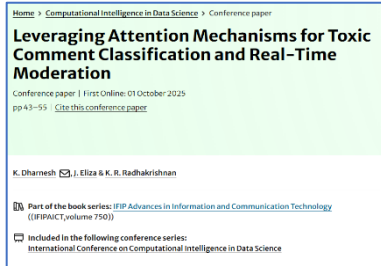 Home > Computational Intelligence in Data Science > Conference paper
Leveraging Attention Mechanisms for Toxic
Comment Classification and Real-Time
Moderation
Conference paper | First Online: 01 October 2025
pp 43–55 | Cite this conference paper
K. Dharnesh, J. Eliza & K. R. Radhakrishnan
Part of the book series: IFIP Advances in Information and Communication Technology
((IFIPAICT,volume 750))
Included in the following conference series:
International Conference on Computational Intelligence in Data Science